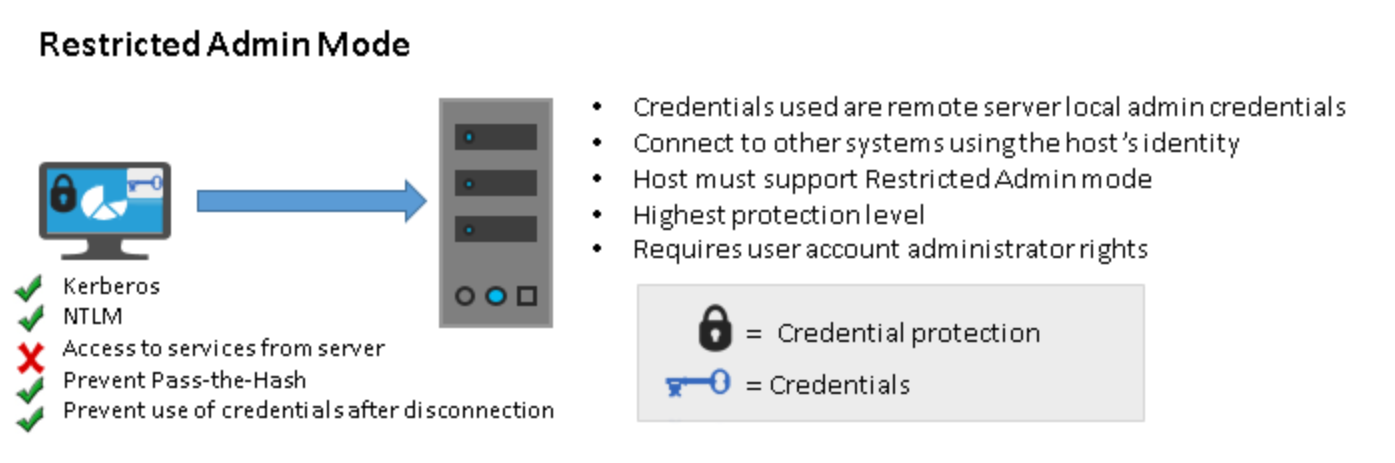 Restricted Admin Mode
Kerberos
NTLM
Access to services from server
Prevent Pass-the-Hash
Prevent use of credentials after disconnection
• Credentials used are remote server local admin credentials
• Connect to other systems using the host's identity
• Host must support Restricted Admin mode
• Highest protection level
• Requires user account administrator rights
= Credential protection
= Credentials